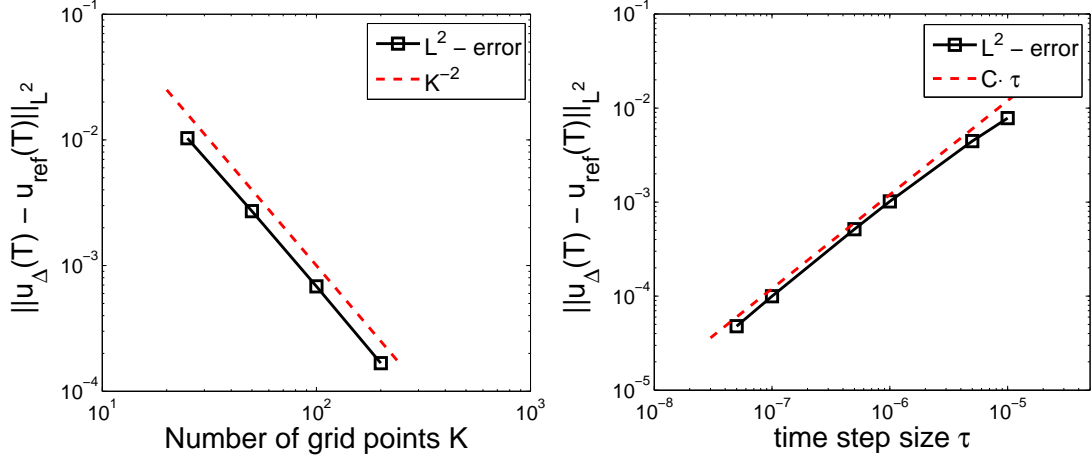 10^-1
10^-2
10^-3
10^-4
10^1
10^2
10^3
||u_Δ(T) − u_ref(T)||_L^2
Number of grid points K
L^2 − error
K^-2
10^-1
10^-2
10^-3
10^-4
10^-5
10^-8
10^-7
10^-6
10^-5
||u_Δ(T) − u_ref(T)||_L^2
time step size τ
L^2 − error
C· τ